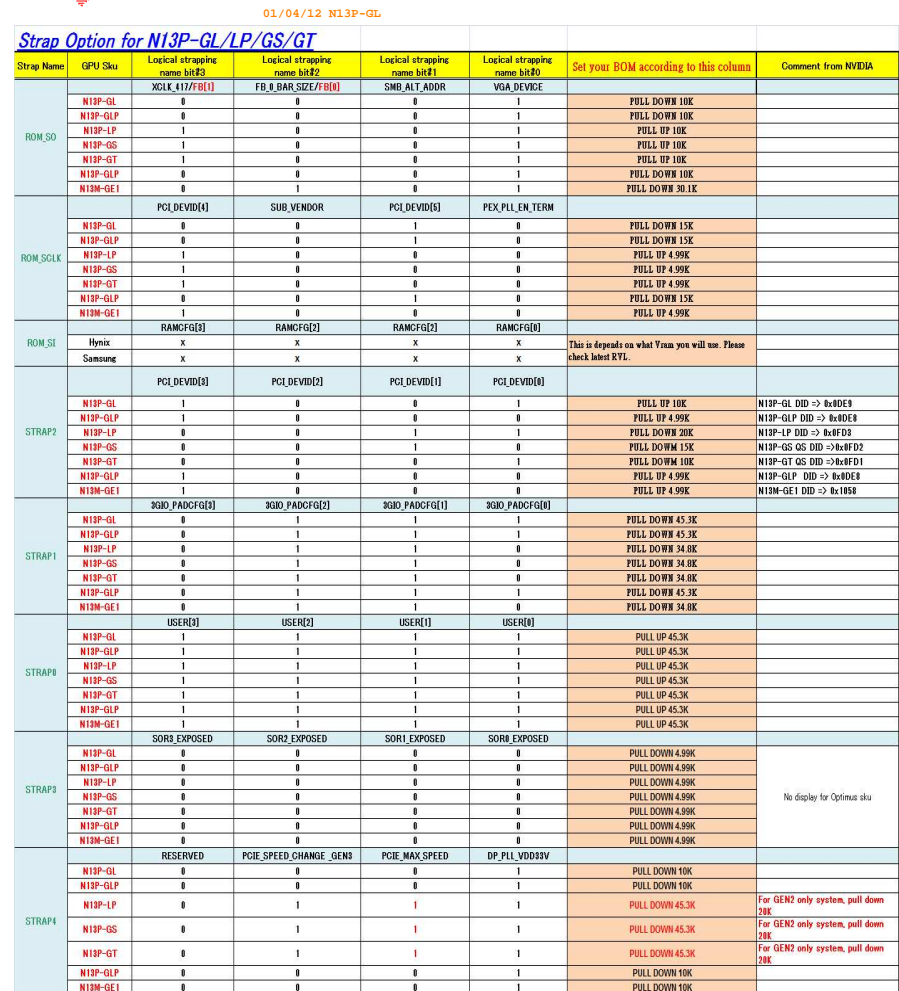 01/04/12 N13P-GL
Strap Option for N13P-GL/LP/GS/GT
Strap Name GPU Sku Logical strapping name bit#3 Logical strapping name bit#2 Logical strapping name bit#1 Logical strapping name bit#0 Set your BOM according to this column Comment from NVIDIA
ROM_SO
XCLK_417/FB[1] FB_0_BAR_SIZE/FB[0] SMB_ALT_ADDR VGA_DEVICE
N13P-GL 0 0 0 1 PULL DOWN 10K
N13P-GLP 0 0 0 1 PULL DOWN 10K
N13P-LP 1 0 0 1 PULL UP 10K
N13P-GS 1 0 0 1 PULL UP 10K
N13P-GT 1 0 0 1 PULL UP 10K
N13P-GLP 0 0 0 1 PULL DOWN 10K
N13M-GE1 0 1 0 1 PULL DOWN 30.1K
ROM_SCLK
PCI_DEVID[4] SUB_VENDOR PCI_DEVID[5] PEX_PLL_EN_TERM
N13P-GL 0 0 1 0 PULL DOWN 15K
N13P-GLP 0 0 1 0 PULL DOWN 15K
N13P-LP 1 0 0 0 PULL UP 4.99K
N13P-GS 1 0 0 0 PULL UP 4.99K
N13P-GT 1 0 0 0 PULL UP 4.99K
N13P-GLP 0 0 1 0 PULL DOWN 15K
N13M-GE1 1 0 0 0 PULL UP 4.99K
ROM_SI
RAMCFG[3] RAMCFG[2] RAMCFG[2] RAMCFG[0]
Hynix X X X X This is depends on what Vram you will use. Please
Samsung X X X X check latest RVL.
STRAP2
PCI_DEVID[3] PCI_DEVID[2] PCI_DEVID[1] PCI_DEVID[0]
N13P-GL 1 0 0 1 PULL UP 10K N13P-GL DID => 0x0DE9
N13P-GLP 1 0 0 0 PULL UP 4.99K N13P-GLP DID => 0x0DE8
N13P-LP 0 0 1 1 PULL DOWN 20K N13P-LP DID => 0x0FD3
N13P-GS 0 0 1 0 PULL DOWM 15K N13P-GS QS DID =>0x0FD2
N13P-GT 0 0 0 1 PULL DOWM 10K N13P-GT QS DID =>0x0FD1
N13P-GLP 1 0 0 0 PULL UP 4.99K N13P-GLP DID => 0x0DE8
N13M-GE1 1 0 0 0 PULL UP 4.99K N13M-GE1 DID => 0x1058
STRAP1
3GIO_PADCFG[3] 3GIO_PADCFG[2] 3GIO_PADCFG[1] 3GIO_PADCFG[0]
N13P-GL 0 1 1 1 PULL DOWN 45.3K
N13P-GLP 0 1 1 1 PULL DOWN 45.3K
N13P-LP 0 1 1 0 PULL DOWN 34.8K
N13P-GS 0 1 1 0 PULL DOWN 34.8K
N13P-GT 0 1 1 0 PULL DOWN 34.8K
N13P-GLP 0 1 1 1 PULL DOWN 45.3K
N13M-GE1 0 1 1 0 PULL DOWN 34.8K
STRAP0
USER[3] USER[2] USER[1] USER[0]
N13P-GL 1 1 1 1 PULL UP 45.3K
N13P-GLP 1 1 1 1 PULL UP 45.3K
N13P-LP 1 1 1 1 PULL UP 45.3K
N13P-GS 1 1 1 1 PULL UP 45.3K
N13P-GT 1 1 1 1 PULL UP 45.3K
N13P-GLP 1 1 1 1 PULL UP 45.3K
N13M-GE1 1 1 1 1 PULL UP 45.3K
STRAP3
SOR3_EXPOSED SOR2_EXPOSED SOR1_EXPOSED SOR0_EXPOSED
N13P-GL 0 0 0 0 PULL DOWN 4.99K
N13P-GLP 0 0 0 0 PULL DOWN 4.99K
N13P-LP 0 0 0 0 PULL DOWN 4.99K
N13P-GS 0 0 0 0 PULL DOWN 4.99K No display for Optimus sku
N13P-GT 0 0 0 0 PULL DOWN 4.99K
N13P-GLP 0 0 0 0 PULL DOWN 4.99K
N13M-GE1 0 0 0 0 PULL DOWN 4.99K
STRAP4
RESERVED PCIE_SPEED_CHANGE_GEN3 PCIE_MAX_SPEED DP_PLL_VDD33V
N13P-GL 0 0 0 1 PULL DOWN 10K
N13P-GLP 0 0 0 1 PULL DOWN 10K
N13P-LP 0 1 1 1 PULL DOWN 45.3K For GEN2 only system, pull down 20K
N13P-GS 0 1 1 1 PULL DOWN 45.3K For GEN2 only system, pull down 20K
N13P-GT 0 1 1 1 PULL DOWN 45.3K For GEN2 only system, pull down 20K
N13P-GLP 0 0 0 1 PULL DOWN 10K
N13M-GE1 0 0 0 1 PULL DOWN 10K